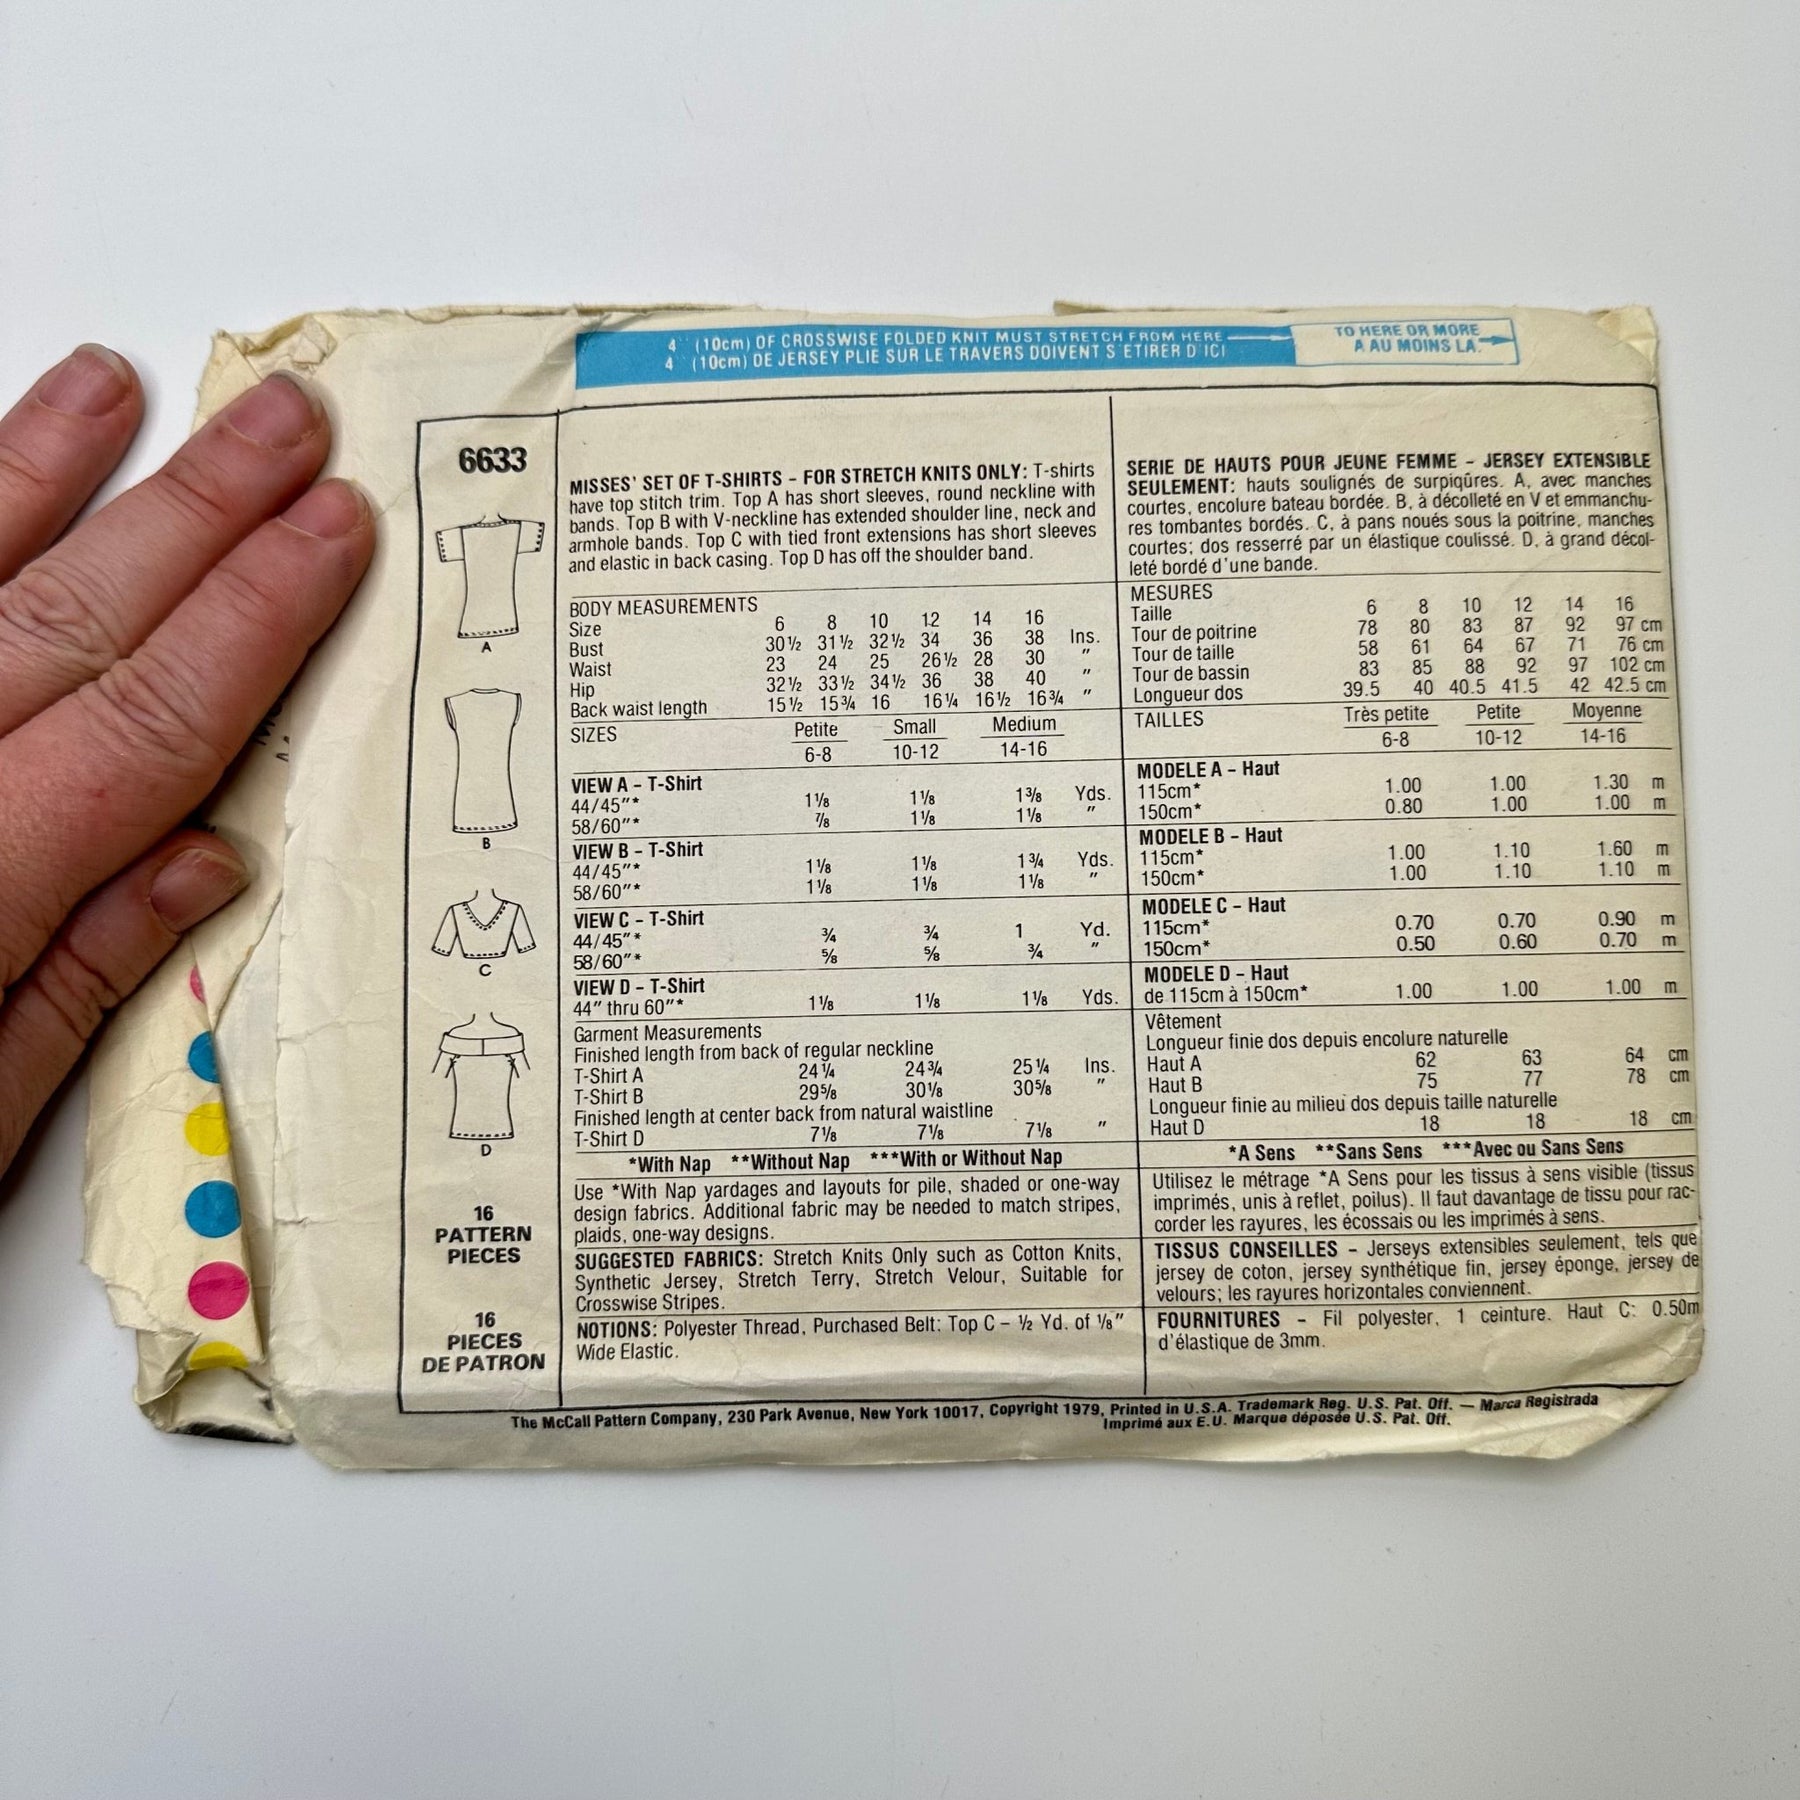 4" (10cm) OF CROSSWISE FOLDED KNIT MUST STRETCH FROM HERE
4 (10cm) DE JERSEY PLIE SUR LE TRAVERS DOIVENT S'ETIRER D'ICI
TO HERE OR MORE
A AU MOINS LA.
6633
A
B
C
D
16
PATTERN
PIECES
16
PIECES
DE PATRON
MISSES' SET OF T-SHIRTS – FOR STRETCH KNITS ONLY: T-shirts
have top stitch trim. Top A has short sleeves, round neckline with
bands. Top B with V-neckline has extended shoulder line, neck and
armhole bands. Top C with tied front extensions has short sleeves
and elastic in back casing. Top D has off the shoulder band.
BODY MEASUREMENTS
Size 6 8 10 12 14 16
Bust 30½ 31½ 32½ 34 36 38 Ins.
Waist 23 24 25 26½ 28 30 "
Hip 32½ 33½ 34½ 36 38 40 "
Back waist length 15½ 15¾ 16 16¼ 16½ 16¾ "
SIZES Petite Small Medium
6-8 10-12 14-16
VIEW A – T-Shirt
44/45"* 1⅛ 1⅛ 1⅜ Yds.
58/60"* ⅞ 1⅛ 1⅛ "
VIEW B – T-Shirt
44/45"* 1⅛ 1⅛ 1¾ Yds.
58/60"* 1⅛ 1⅛ 1⅛ "
VIEW C – T-Shirt
44/45"* ¾ ¾ 1 Yd.
58/60"* ⅝ ⅝ ¾ "
VIEW D – T-Shirt
44" thru 60"* 1⅛ 1⅛ 1⅛ Yds.
Garment Measurements
Finished length from back of regular neckline
T-Shirt A 24¼ 24¾ 25¼ Ins.
T-Shirt B 29⅝ 30⅛ 30⅝ "
Finished length at center back from natural waistline
T-Shirt D 7⅛ 7⅛ 7⅛ "
*With Nap **Without Nap ***With or Without Nap
Use *With Nap yardages and layouts for pile, shaded or one-way
design fabrics. Additional fabric may be needed to match stripes,
plaids, one-way designs.
SUGGESTED FABRICS: Stretch Knits Only such as Cotton Knits,
Synthetic Jersey, Stretch Terry, Stretch Velour, Suitable for
Crosswise Stripes.
NOTIONS: Polyester Thread, Purchased Belt: Top C – ½ Yd. of ⅛"
Wide Elastic.
SERIE DE HAUTS POUR JEUNE FEMME – JERSEY EXTENSIBLE
SEULEMENT: hauts soulignés de surpiqûres. A, avec manches
courtes, encolure bateau bordée. B, à décolleté en V et emmanchu-
res tombantes bordés. C, à pans noués sous la poitrine, manches
courtes; dos resserré par un élastique coulissé. D, à grand décol-
leté bordé d'une bande.
MESURES
Taille 6 8 10 12 14 16
Tour de poitrine 78 80 83 87 92 97 cm
Tour de taille 58 61 64 67 71 76 cm
Tour de bassin 83 85 88 92 97 102 cm
Longueur dos 39.5 40 40.5 41.5 42 42.5 cm
TAILLES Très petite Petite Moyenne
6-8 10-12 14-16
MODELE A – Haut
115cm* 1.00 1.00 1.30 m
150cm* 0.80 1.00 1.00 m
MODELE B – Haut
115cm* 1.00 1.10 1.60 m
150cm* 1.00 1.10 1.10 m
MODELE C – Haut
115cm* 0.70 0.70 0.90 m
150cm* 0.50 0.60 0.70 m
MODELE D – Haut
de 115cm à 150cm* 1.00 1.00 1.00 m
Vêtement
Longueur finie dos depuis encolure naturelle
Haut A 62 63 64 cm
Haut B 75 77 78 cm
Longueur finie au milieu dos depuis taille naturelle
Haut D 18 18 18 cm
*A Sens **Sans Sens ***Avec ou Sans Sens
Utilisez le métrage *A Sens pour les tissus à sens visible (tissus
imprimés, unis à reflet, poilus). Il faut davantage de tissu pour rac-
corder les rayures, les écossais ou les imprimés à sens.
TISSUS CONSEILLES – Jerseys extensibles seulement, tels que
jersey de coton, jersey synthétique fin, jersey éponge, jersey de
velours; les rayures horizontales conviennent.
FOURNITURES – Fil polyester, 1 ceinture. Haut C: 0.50m
d'élastique de 3mm.
The McCall Pattern Company, 230 Park Avenue, New York 10017, Copyright 1979, Printed in U.S.A. Trademark Reg. U.S. Pat. Off. — Marca Registrada
Imprimé aux E.U. Marque déposée U.S. Pat. Off.